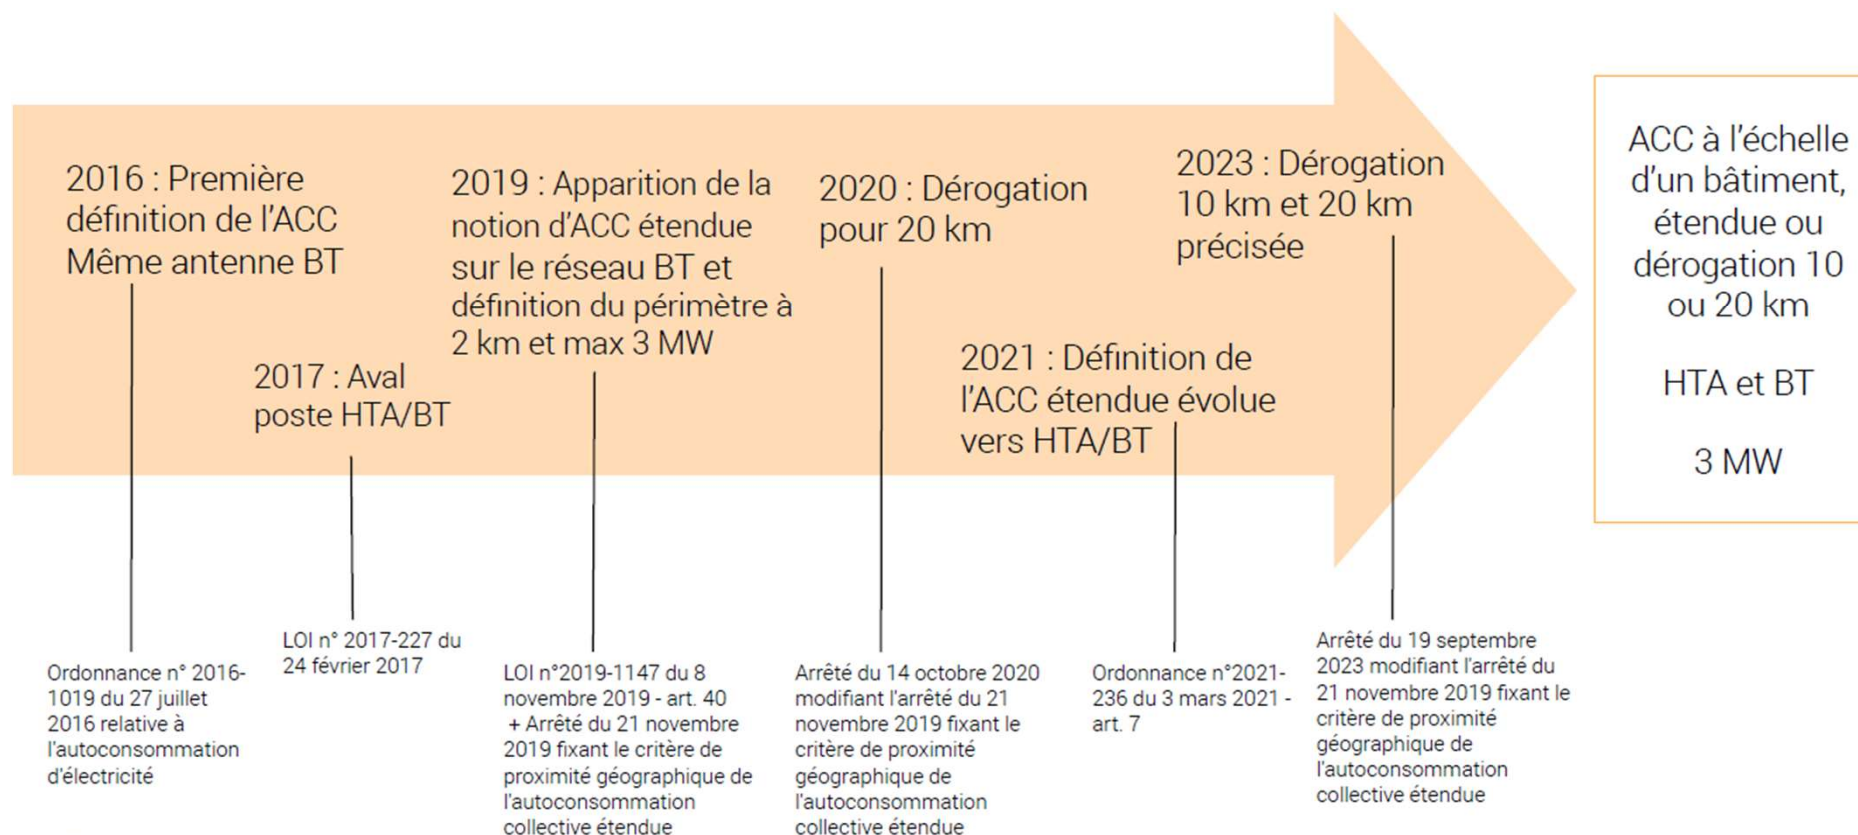 2016 : Première
définition de l'ACC
Même antenne BT
2017 : Aval
poste HTA/BT
2019 : Apparition de la
notion d'ACC étendue
sur le réseau BT et
définition du périmètre à
2 km et max 3 MW
2020 : Dérogation
pour 20 km
2021 : Définition de
l'ACC étendue évolue
vers HTA/BT
2023 : Dérogation
10 km et 20 km
précisée
ACC à l'échelle
d'un bâtiment,
étendue ou
dérogation 10
ou 20 km
HTA et BT
3 MW
Ordonnance n° 2016-
1019 du 27 juillet
2016 relative à
l'autoconsommation
d'électricité
LOI n° 2017-227 du
24 février 2017
LOI n°2019-1147 du 8
novembre 2019 - art. 40
+ Arrêté du 21 novembre
2019 fixant le critère de
proximité géographique de
l'autoconsommation
collective étendue
Arrêté du 14 octobre 2020
modifiant l'arrêté du 21
novembre 2019 fixant le
critère de proximité
géographique de
l'autoconsommation
collective étendue
Ordonnance n°2021-
236 du 3 mars 2021 -
art. 7
Arrêté du 19 septembre
2023 modifiant l'arrêté du
21 novembre 2019 fixant le
critère de proximité
géographique de
l'autoconsommation
collective étendue